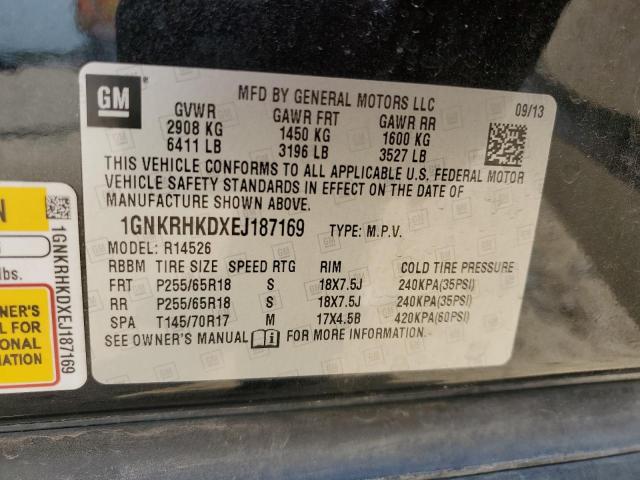 GM
MFD BY GENERAL MOTORS LLC
09/13
GVWR GAWR FRT GAWR RR
2908 KG 1450 KG 1600 KG
6411 LB 3196 LB 3527 LB
THIS VEHICLE CONFORMS TO ALL APPLICABLE U.S. FEDERAL MOTOR
VEHICLE SAFETY STANDARDS IN EFFECT ON THE DATE OF
MANUFACTURE SHOWN ABOVE.
1GNKRHKDXEJ187169 TYPE: M.P.V.
MODEL: R14526
RBBM TIRE SIZE SPEED RTG RIM COLD TIRE PRESSURE
FRT P255/65R18 S 18X7.5J 240KPA(35PSI)
RR P255/65R18 S 18X7.5J 240KPA(35PSI)
SPA T145/70R17 M 17X4.5B 420KPA(60PSI)
SEE OWNER'S MANUAL FOR MORE INFORMATION.
1GNKRHKDXEJ187169
N
lbs.
NER'S
L FOR
TIONAL
MATION